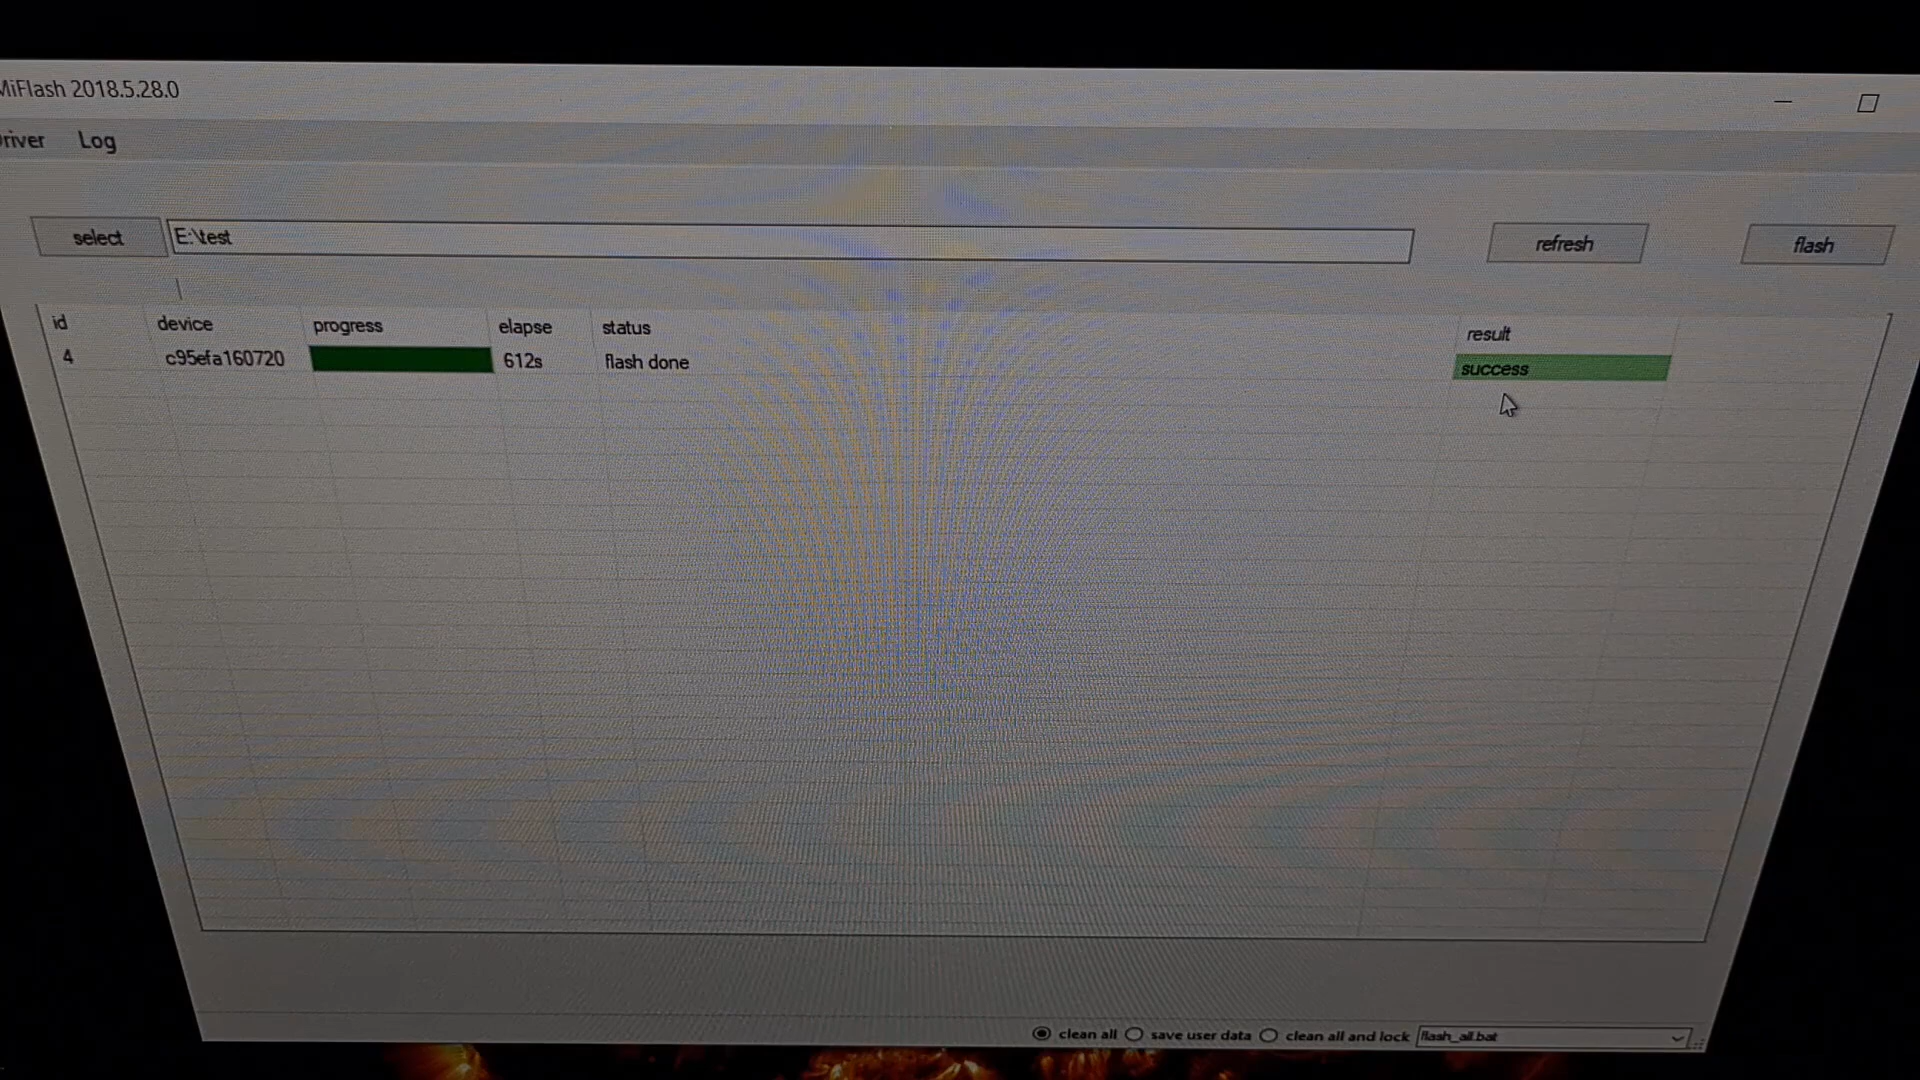 MiFlash 2018.5.28.0
Driver Log
select E:\test refresh flash
id device progress elapse status result
4 c95efa160720 612s flash done success
clean all save user data clean all and lock flash_all.bat